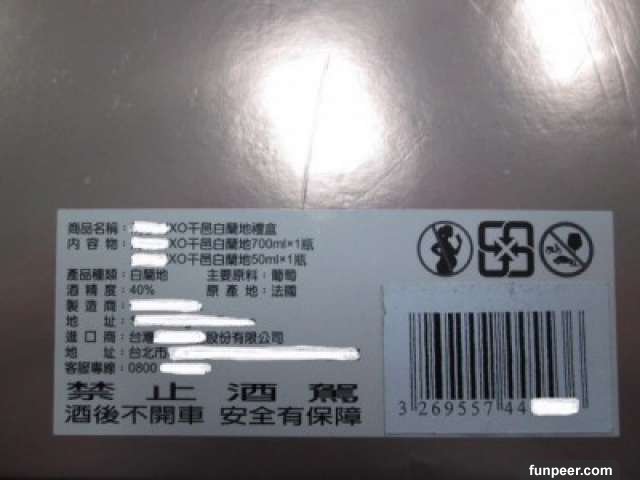 商品名稱：XO干邑白蘭地禮盒
內容物：XO干邑白蘭地700ml×1瓶
XO干邑白蘭地50ml×1瓶
產品種類：白蘭地 主要原料：葡萄
酒精度：40% 原產地：法國
製造商：
地址：
進口商：台灣 股份有限公司
地址：台北市
客服專線：0800
禁止酒駕
酒後不開車 安全有保障
3 269557 44
funpeer.com